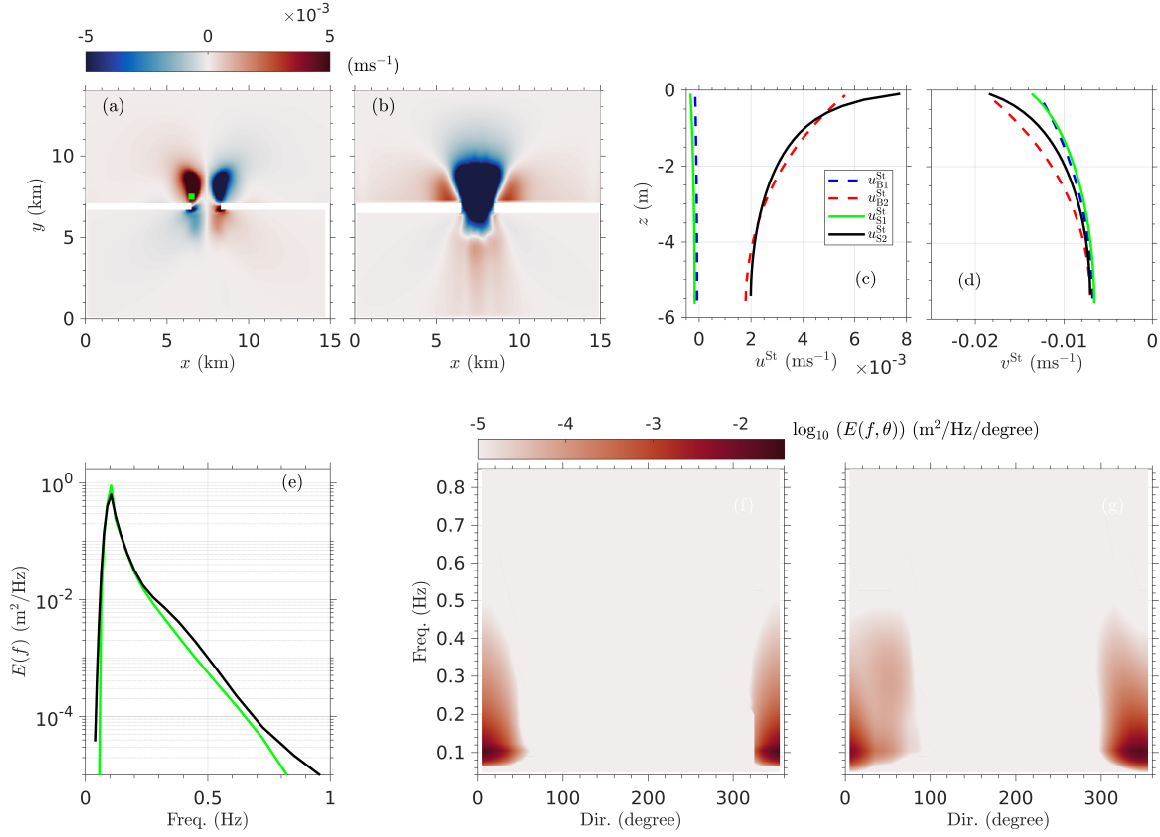 ×10⁻³
-5 0 5
(ms⁻¹)
(a)
(b)
10
5
0
y (km)
0 5 10 15
x (km)
0 5 10 15
x (km)
0
-2
-4
-6
z (m)
u^St_B1
u^St_B2
u^St_S1
u^St_S2
(c)
(d)
0 2 4 6 8
×10⁻³
u^St (ms⁻¹)
-0.02 -0.01 0
v^St (ms⁻¹)
-5 -4 -3 -2
log₁₀ (E(f, θ)) (m²/Hz/degree)
(e)
10⁰
10⁻²
10⁻⁴
E(f) (m²/Hz)
0 0.5 1
Freq. (Hz)
(f)
0.8
0.7
0.6
0.5
0.4
0.3
0.2
0.1
Freq. (Hz)
0 100 200 300
Dir. (degree)
(g)
0 100 200 300
Dir. (degree)